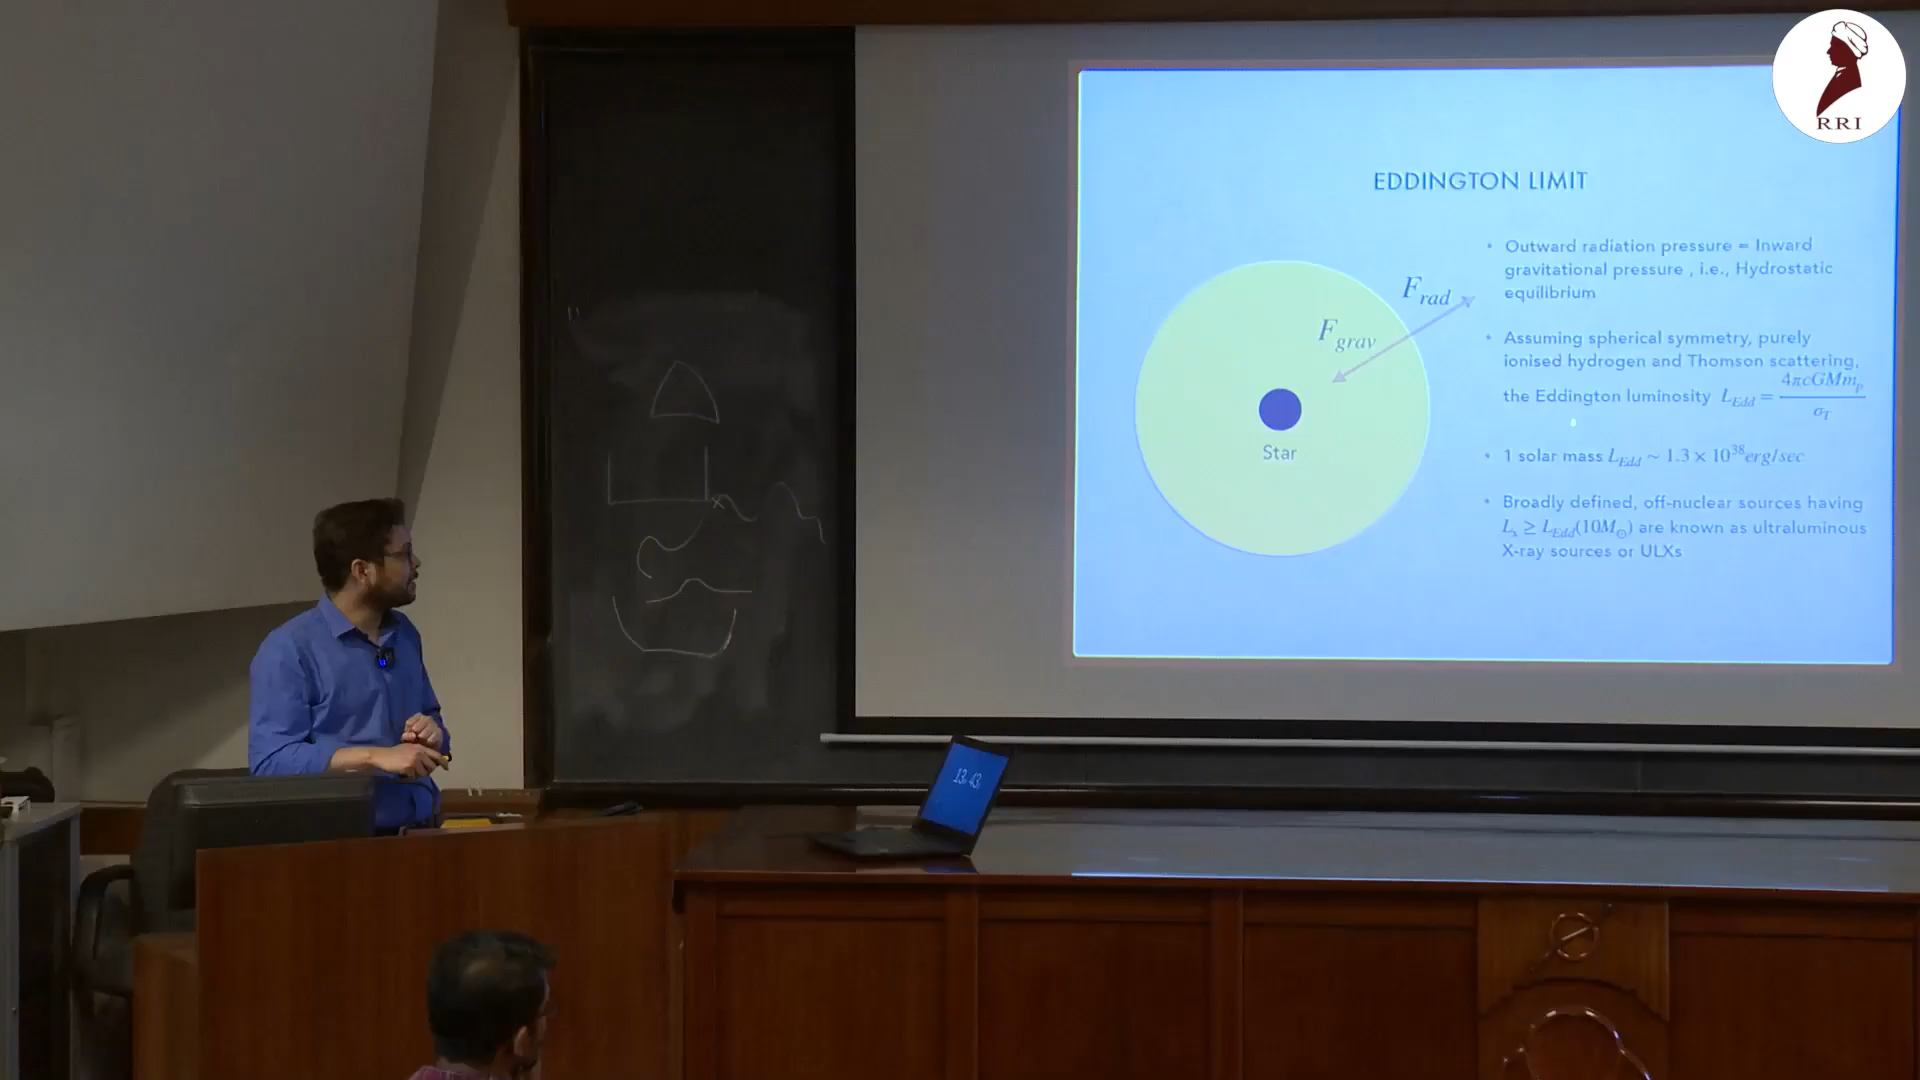 RRI
EDDINGTON LIMIT
F_rad
F_grav
Star
• Outward radiation pressure = Inward
gravitational pressure , i.e., Hydrostatic
equilibrium
• Assuming spherical symmetry, purely
ionised hydrogen and Thomson scattering,
the Eddington luminosity L_Edd = 4πcGMm_p / σ_T
• 1 solar mass L_Edd ~ 1.3 × 10^38 erg/sec
• Broadly defined, off-nuclear sources having
L_x ≥ L_Edd(10M_⊙) are known as ultraluminous
X-ray sources or ULXs